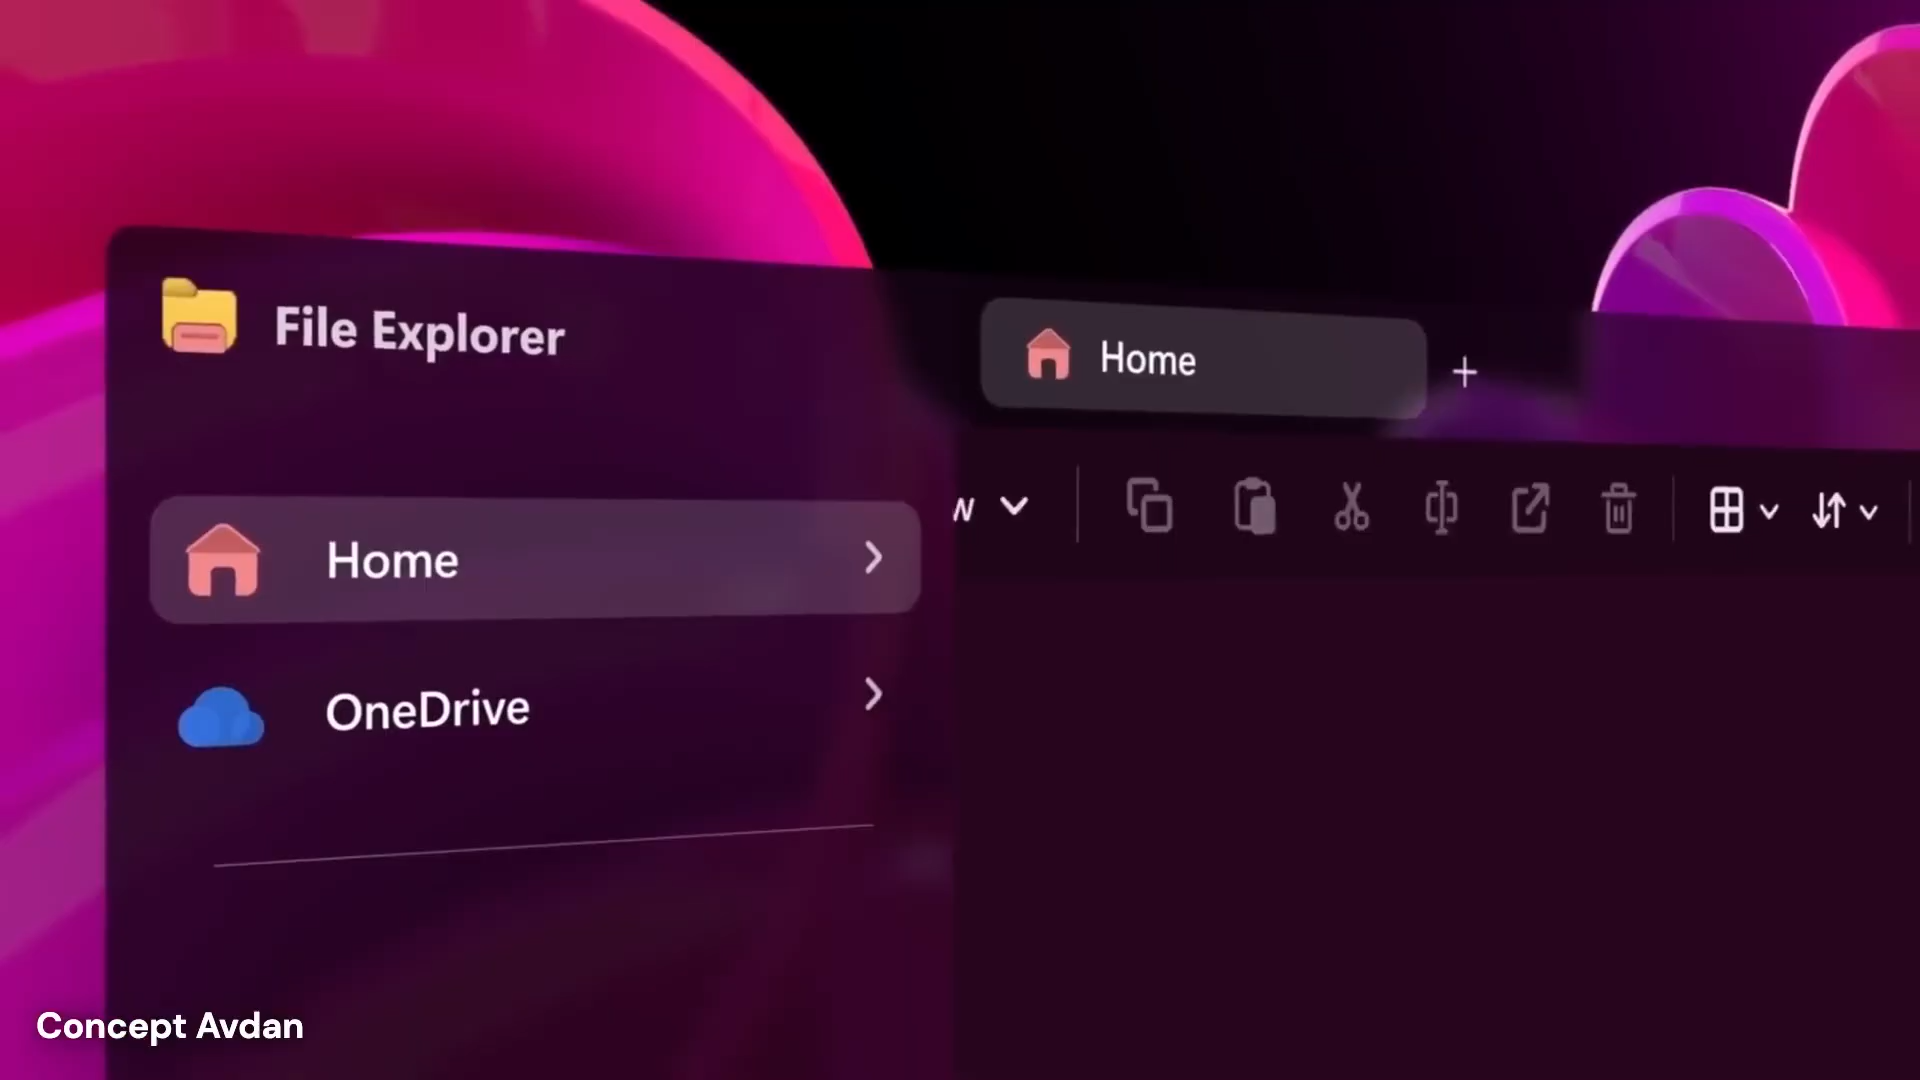 File Explorer
Home
+
Home
OneDrive
Concept Avdan